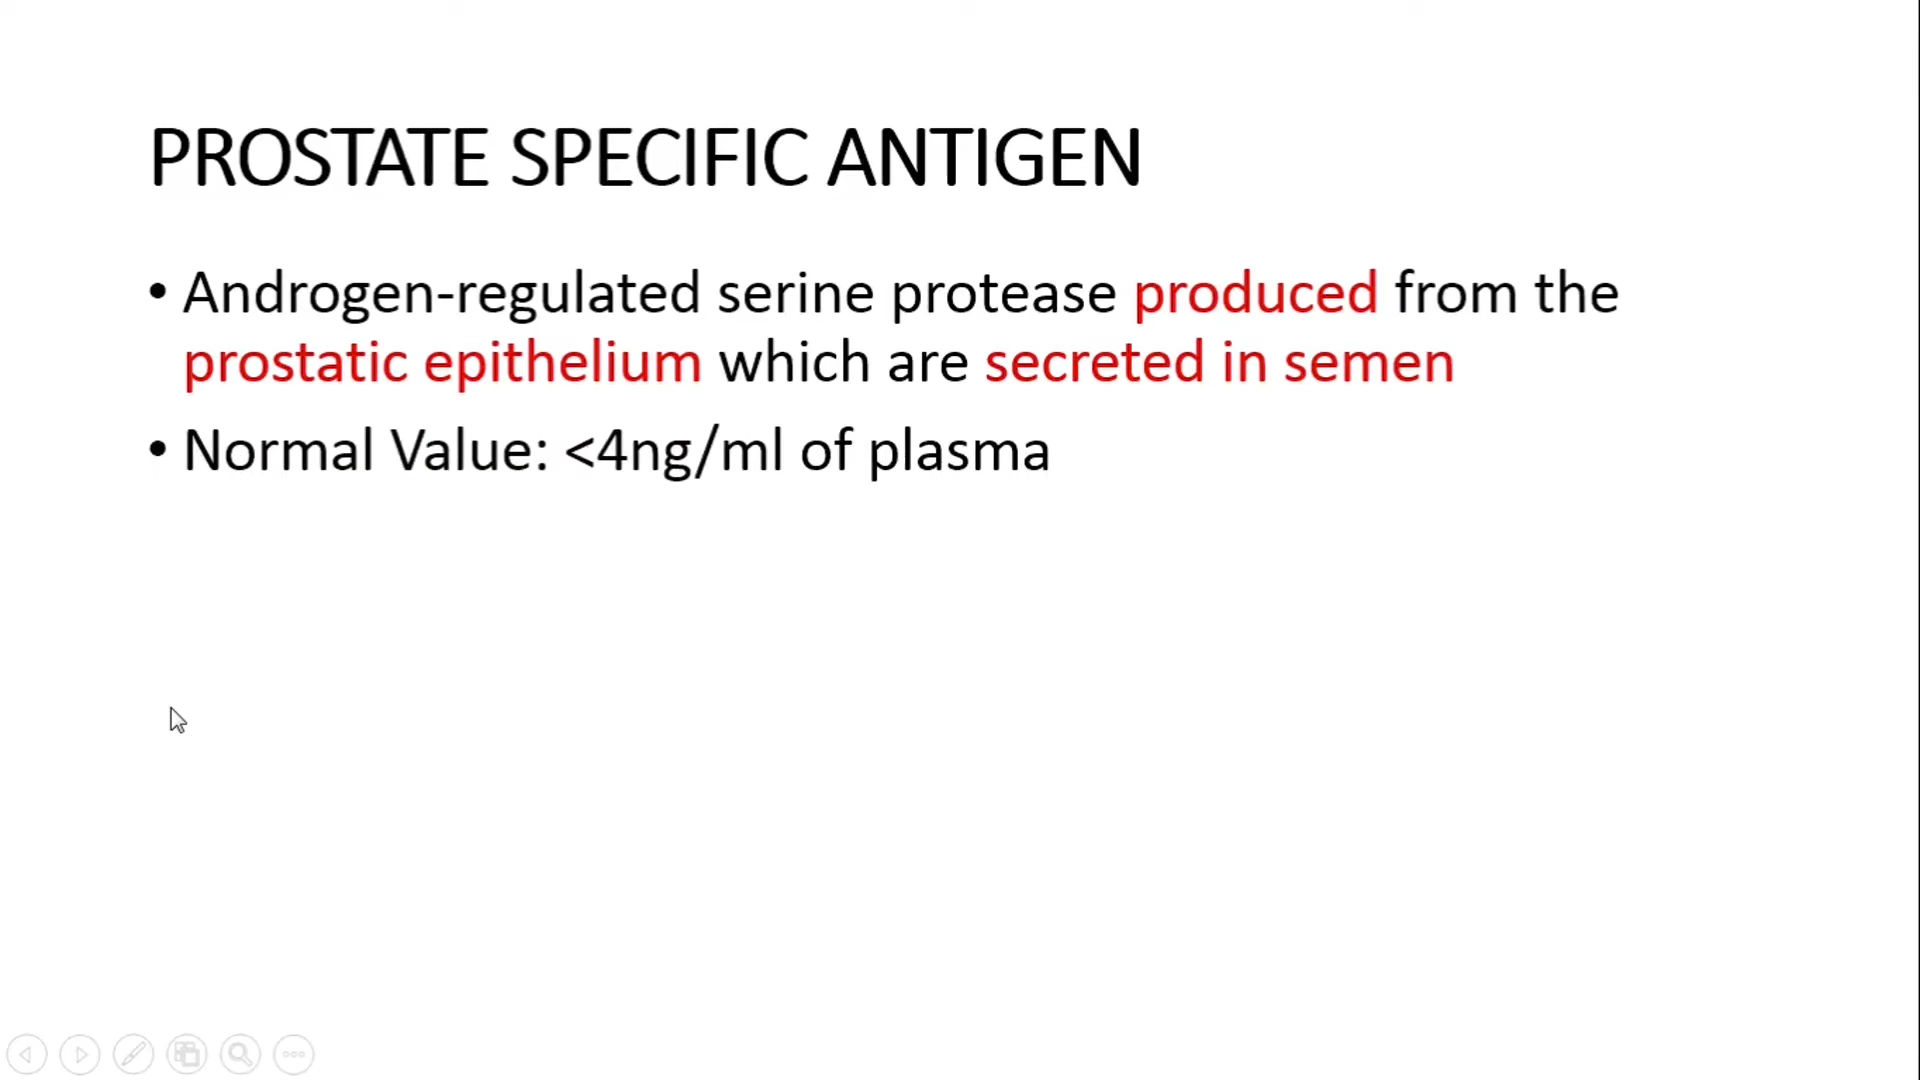 PROSTATE SPECIFIC ANTIGEN
• Androgen-regulated serine protease produced from the
prostatic epithelium which are secreted in semen
• Normal Value: <4ng/ml of plasma